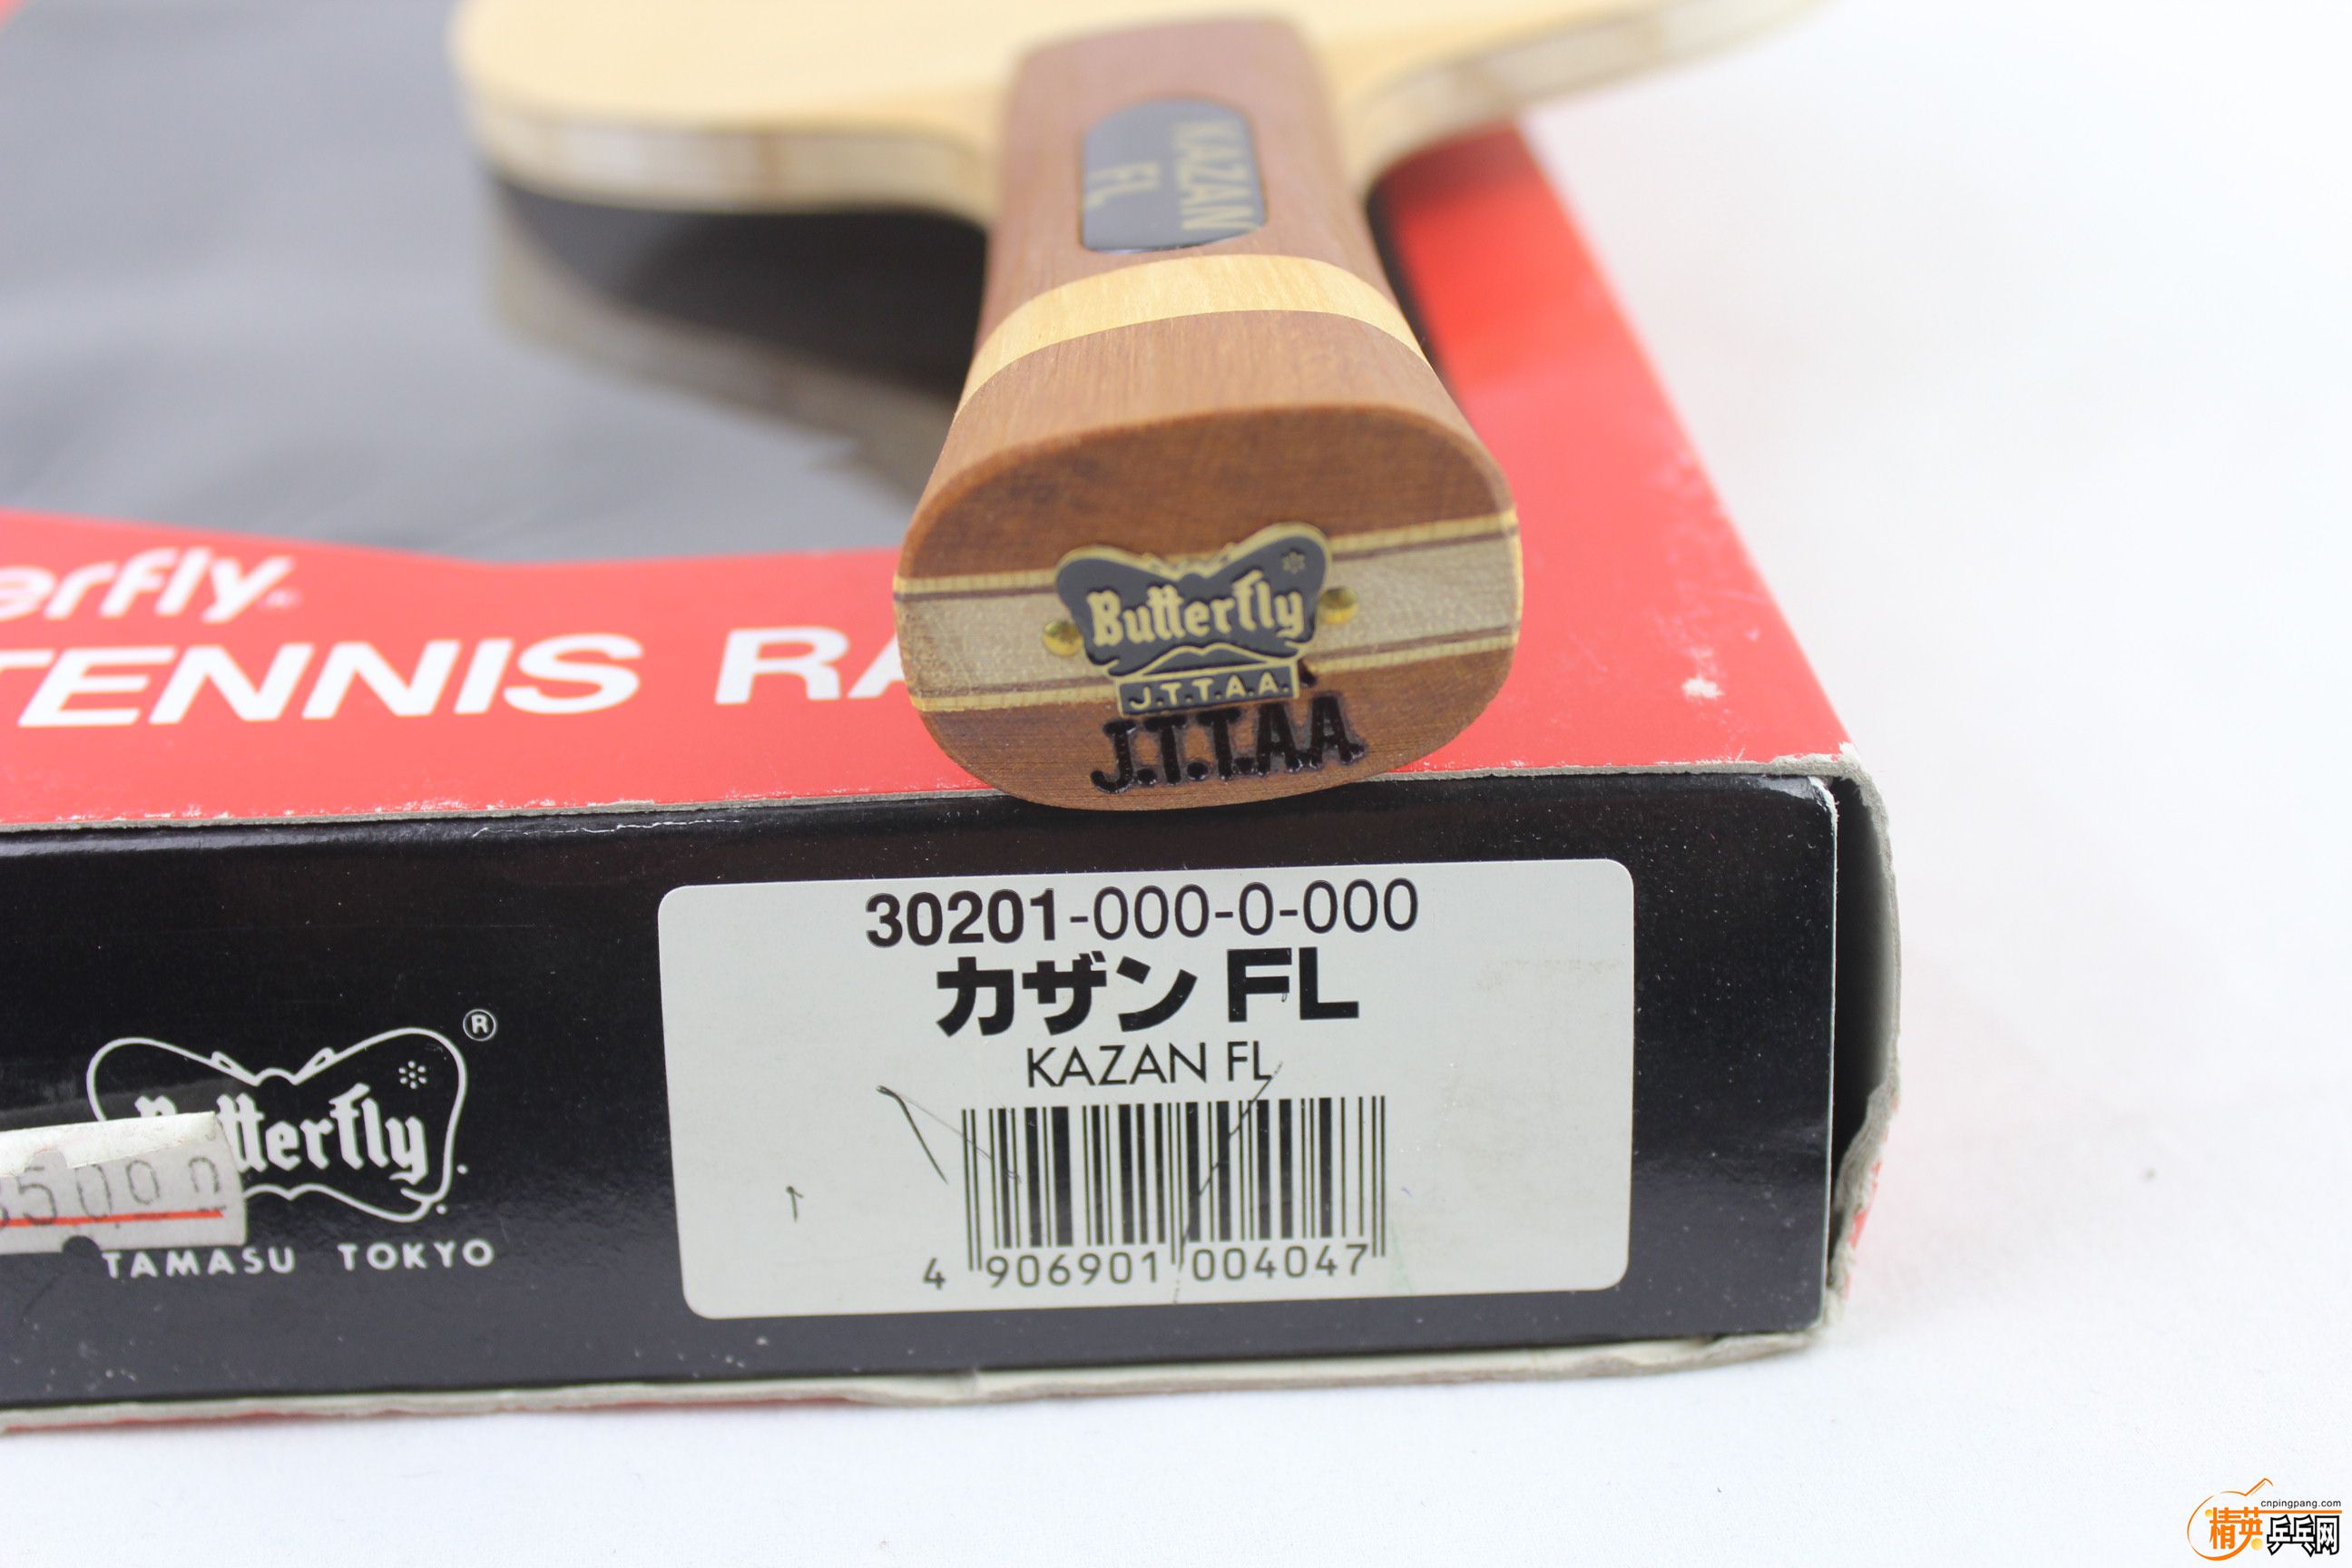 KAZAN
FL
erfly
TENNIS RA
Butterfly
J.T.T.A.A.
J.T.T.A.A.
30201-000-0-000
カザン FL
KAZAN FL
4 906901 004047
Butterfly
®
TAMASU TOKYO
5000
cnpingpang.com
精英乒乓网